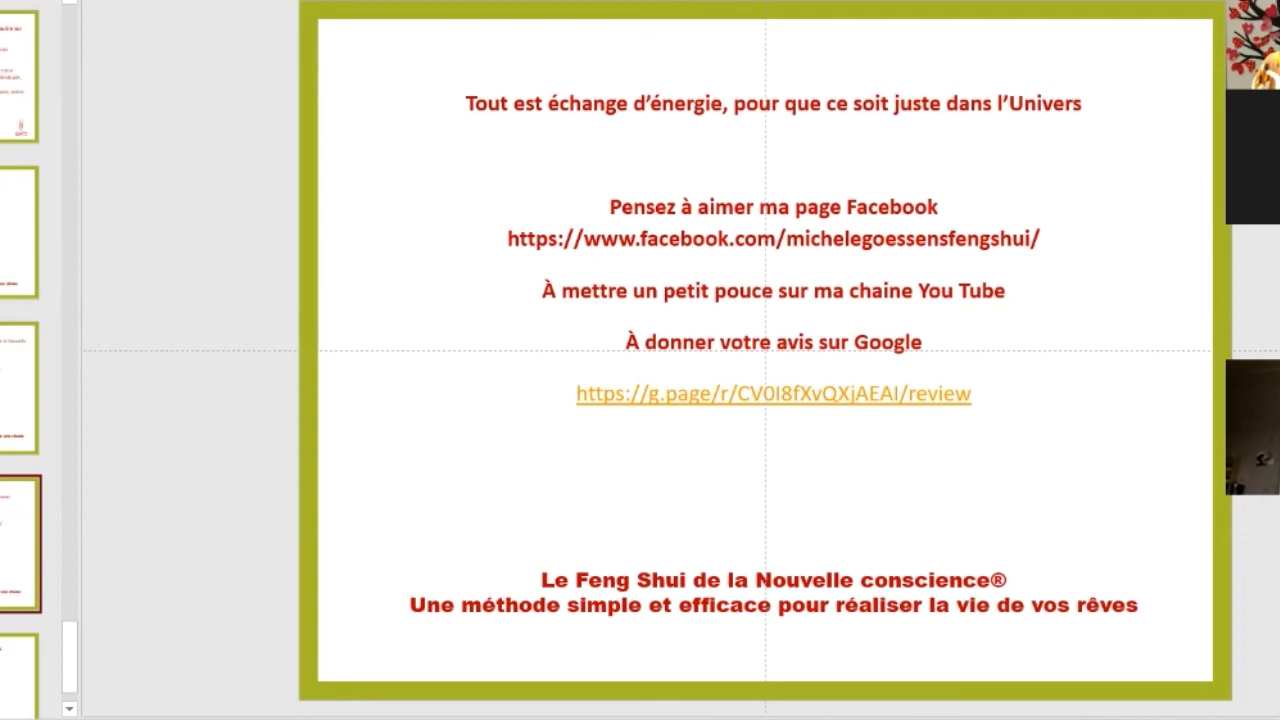 Tout est échange d’énergie, pour que ce soit juste dans l’Univers
Pensez à aimer ma page Facebook
https://www.facebook.com/michelegoessensfengshui/
À mettre un petit pouce sur ma chaine You Tube
À donner votre avis sur Google
https://g.page/r/CV0I8fXvQXjAEAI/review
Le Feng Shui de la Nouvelle conscience®
Une méthode simple et efficace pour réaliser la vie de vos rêves